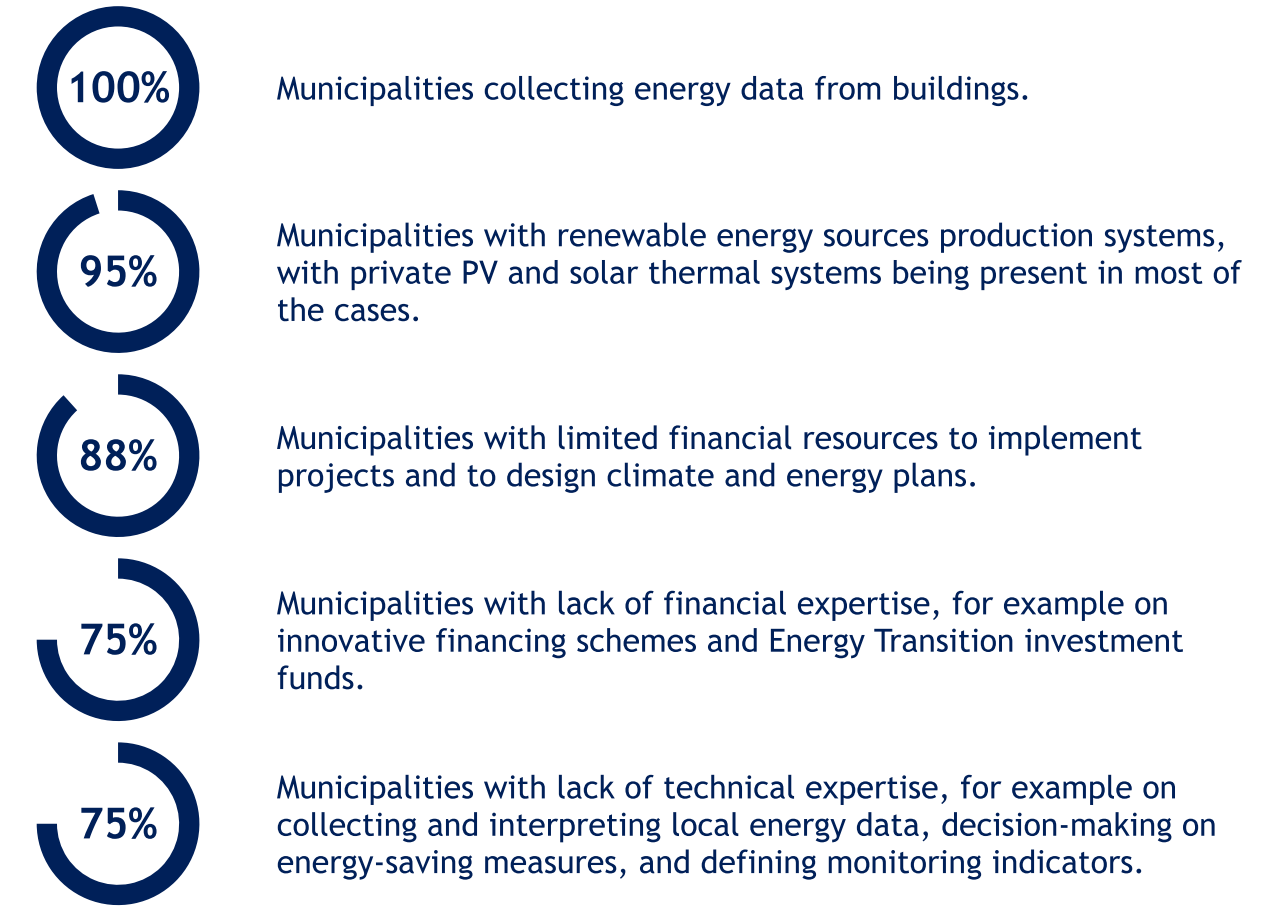 100%
Municipalities collecting energy data from buildings.
95%
Municipalities with renewable energy sources production systems,
with private PV and solar thermal systems being present in most of
the cases.
88%
Municipalities with limited financial resources to implement
projects and to design climate and energy plans.
75%
Municipalities with lack of financial expertise, for example on
innovative financing schemes and Energy Transition investment
funds.
75%
Municipalities with lack of technical expertise, for example on
collecting and interpreting local energy data, decision-making on
energy-saving measures, and defining monitoring indicators.